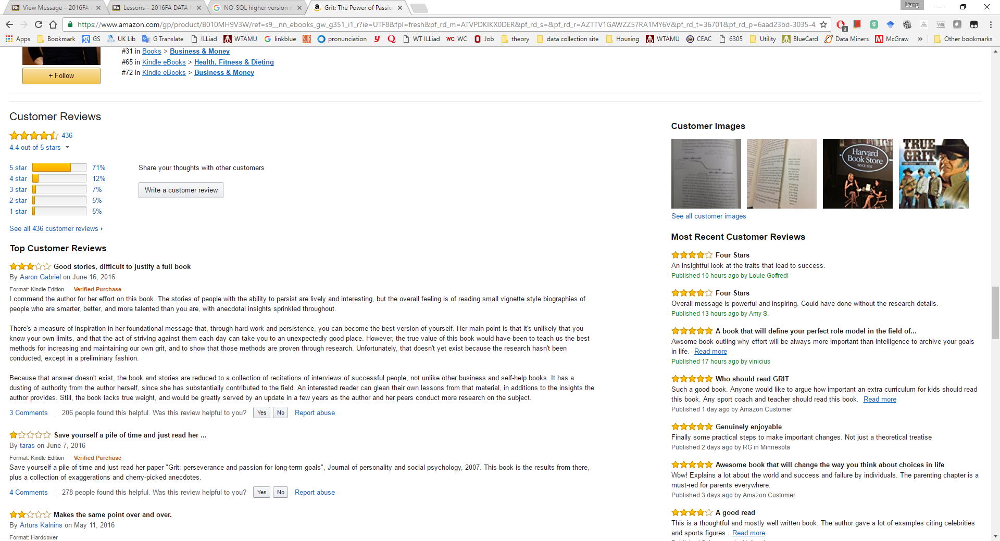 View Message – 2016FA
Lessons – 2016FA DATA
NO-SQL higher version
Grit: The Power of Passio
Liang
https://www.amazon.com/gp/product/B010MH9V3W/ref=s9__nn_ebooks_gw_g351_i1_r?ie=UTF8&fpl=fresh&pf_rd_m=ATVPDKIKX0DER&pf_rd_s=&pf_rd_r=AZTTV1GAWZZ57RA1MY6V&pf_rd_t=36701&pf_rd_p=6aad23bd-3035-4
Apps Bookmark GS UK Lib G Translate ILLiad WTAMU linkblue pronunciation WT ILLiad WC WC Job theory data collection site Housing WTAMU CEAC 6305 Utility BlueCard Data Miners McGraw » Other bookmarks
#31 in Books > Business & Money
#65 in Kindle eBooks > Health, Fitness & Dieting
#72 in Kindle eBooks > Business & Money
+ Follow
Customer Reviews
436
4.4 out of 5 stars
5 star 71%
4 star 12%
3 star 7%
2 star 5%
1 star 5%
Share your thoughts with other customers
Write a customer review
See all 436 customer reviews
Top Customer Reviews
Good stories, difficult to justify a full book
By Aaron Gabriel on June 16, 2016
Format: Kindle Edition Verified Purchase
I commend the author for her effort on this book. The stories of people with the ability to persist are lively and interesting, but the overall feeling is of reading small vignette style biographies of
people who are smarter, better, and more talented than you are, with anecdotal insights sprinkled throughout.
There's a measure of inspiration in her foundational message that, through hard work and persistence, you can become the best version of yourself. Her main point is that it's unlikely that you
know your own limits, and that the act of striving against them each day can take you to an unexpectedly good place. However, the true value of this book would have been to teach us the best
methods for increasing and maintaining our own grit, and to show that those methods are proven through research. Unfortunately, that doesn't yet exist because the research hasn't been
conducted, except in a preliminary fashion.
Because that answer doesn't exist, the book and stories are reduced to a collection of recitations of interviews of successful people, not unlike other business and self-help books. It has a
dusting of authority from the author herself, since she has substantially contributed to the field. An interested reader can glean their own lessons from that material, in additions to the insights the
author provides. Still, the book lacks true weight, and would be greatly served by an update in a few years as the author and her peers conduct more research on the subject.
3 Comments 206 people found this helpful. Was this review helpful to you? Yes No Report abuse
Save yourself a pile of time and just read her ...
By taras on June 7, 2016
Format: Kindle Edition Verified Purchase
Save yourself a pile of time and just read her paper "Grit: perseverance and passion for long-term goals", Journal of personality and social psychology, 2007. This book is the results from there,
plus a collection of exaggerations and cherry-picked anecdotes.
4 Comments 278 people found this helpful. Was this review helpful to you? Yes No Report abuse
Makes the same point over and over.
By Arturs Kalnins on May 11, 2016
Format: Hardcover
Customer Images
Harvard
Book Store
SINCE 1932
TRUE
GRIT
See all customer images
Most Recent Customer Reviews
Four Stars
An insightful look at the traits that lead to success.
Published 10 hours ago by Louie Goffredi
Four Stars
Overall message is powerful and inspiring. Could have done without the research details.
Published 13 hours ago by Amy S.
A book that will define your perfect role model in the field of...
Awsome book outling why effort will be always more important than intelligence to archive your goals
in life. Read more
Published 17 hours ago by vinicius
Who should read GRIT
Such a good book. Anyone would like to argue how important an extra curriculum for kids should read
this book. Any sport coach and teacher should read this book. Read more
Published 1 day ago by Amazon Customer
Genuinely enjoyable
Finally some practical steps to make important changes. Not just a theoretical treatise
Published 2 days ago by RG in Minnesota
Awesome book that will change the way you think about choices in life
Wow! Explains a lot about the world and success and failure by individuals. The parenting chapter is a
must-red for parents everywhere.
Published 3 days ago by Amazon Customer
A good read
This is a thoughtful and mostly well written book. The author gave a lot of examples citing celebrities
and sports figures. Read more